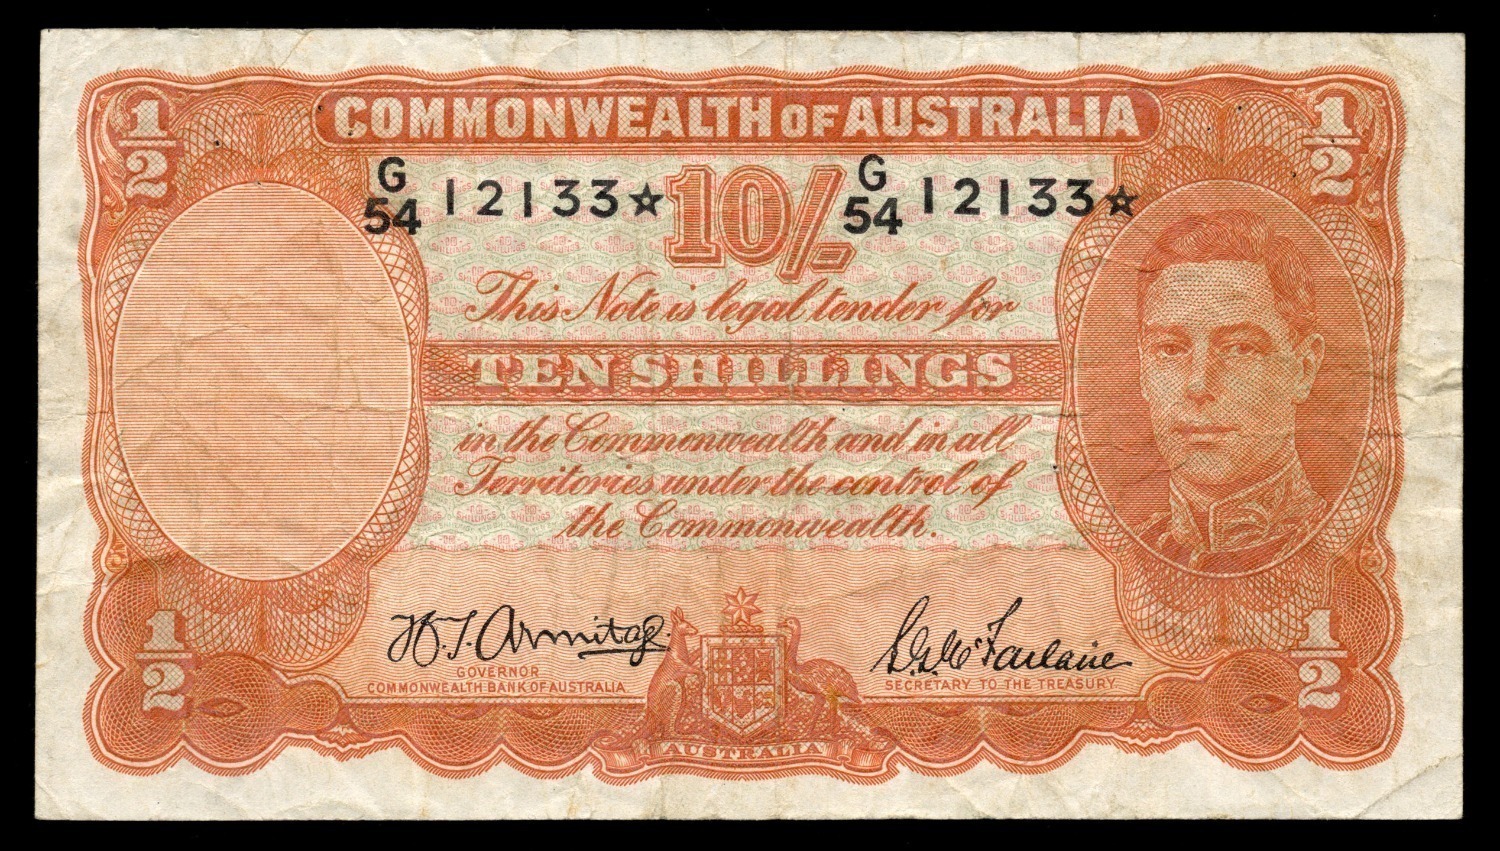 1/2 COMMONWEALTH OF AUSTRALIA 1/2
G/54 12133☆ 10/- G/54 12133☆
This Note is legal tender for
TEN SHILLINGS
in the Commonwealth and in all
Territories under the control of
the Commonwealth.
H.T. Armitage S.G. McFarlane
GOVERNOR
COMMONWEALTH BANK OF AUSTRALIA SECRETARY TO THE TREASURY
1/2 AUSTRALIA 1/2